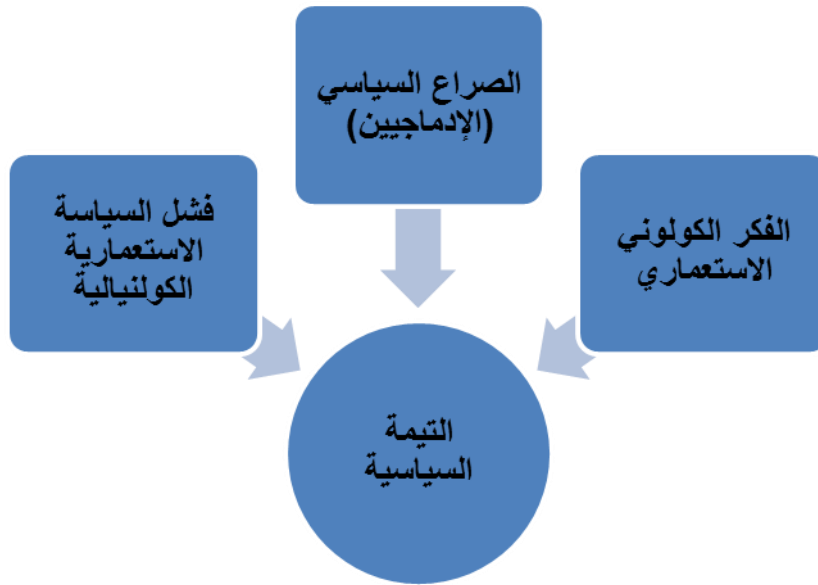 الصراع السياسي
(الإدماجيين)
الفكر الكولوني
الاستعماري
فشل السياسة
الاستعمارية
الكولنيالية
التيمة
السياسية